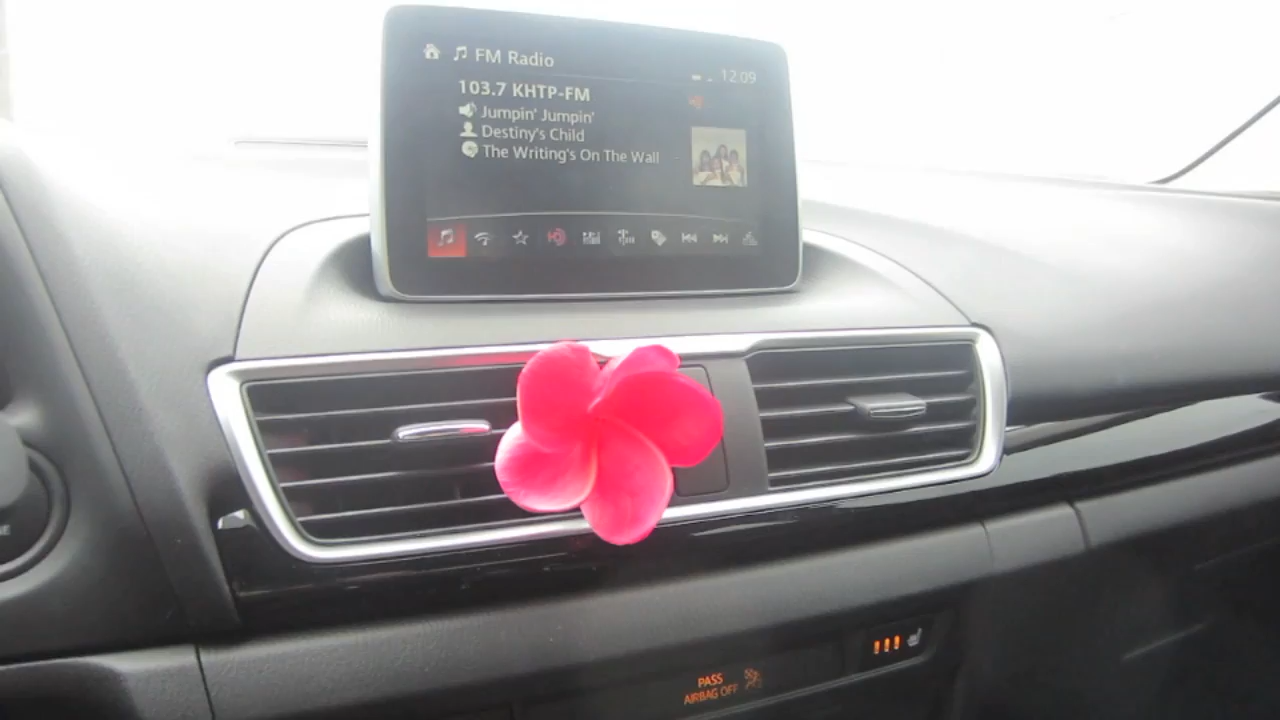 FM Radio
12:09
103.7 KHTP-FM
Jumpin' Jumpin'
Destiny's Child
The Writing's On The Wall
PASS
AIRBAG OFF